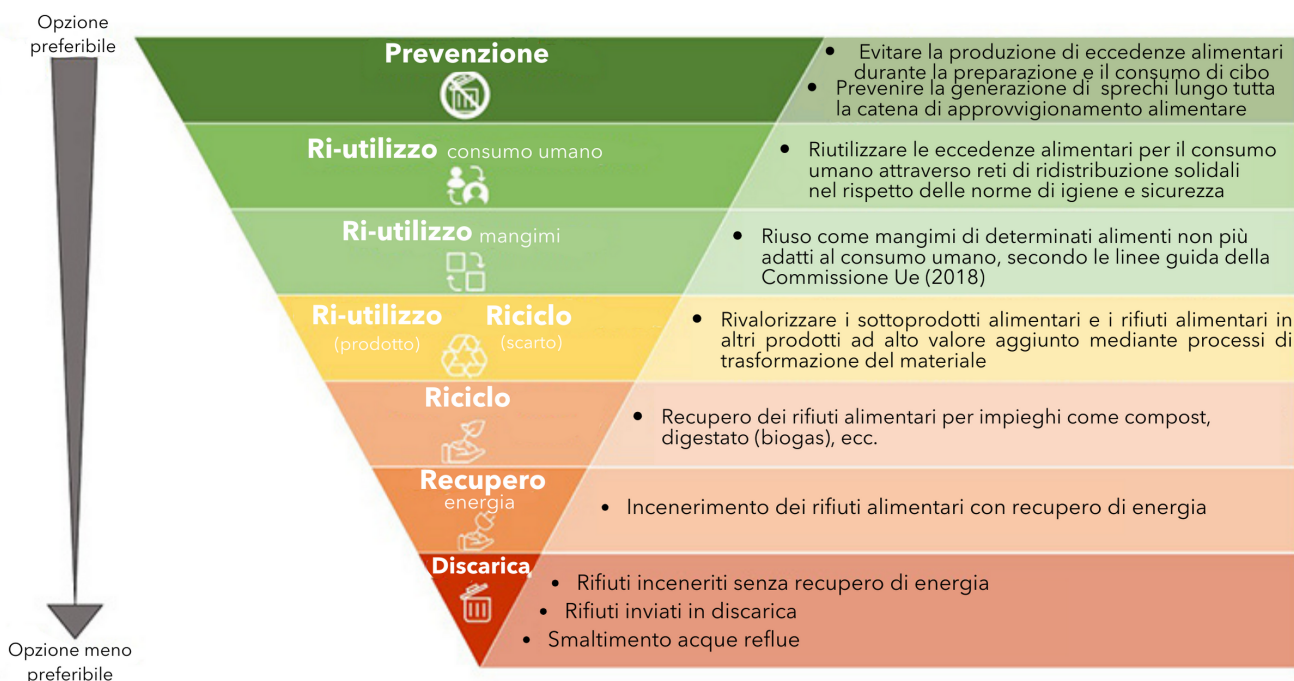 Opzione
preferibile
Prevenzione
• Evitare la produzione di eccedenze alimentari
durante la preparazione e il consumo di cibo
• Prevenire la generazione di sprechi lungo tutta
la catena di approvvigionamento alimentare
Ri-utilizzo consumo umano
• Riutilizzare le eccedenze alimentari per il consumo
umano attraverso reti di ridistribuzione solidali
nel rispetto delle norme di igiene e sicurezza
Ri-utilizzo mangimi
• Riuso come mangimi di determinati alimenti non più
adatti al consumo umano, secondo le linee guida della
Commissione Ue (2018)
Ri-utilizzo Riciclo
(prodotto) (scarto)
• Rivalorizzare i sottoprodotti alimentari e i rifiuti alimentari in
altri prodotti ad alto valore aggiunto mediante processi di
trasformazione del materiale
Riciclo
• Recupero dei rifiuti alimentari per impieghi come compost,
digestato (biogas), ecc.
Recupero
energia
• Incenerimento dei rifiuti alimentari con recupero di energia
Discarica
• Rifiuti inceneriti senza recupero di energia
• Rifiuti inviati in discarica
• Smaltimento acque reflue
Opzione meno
preferibile